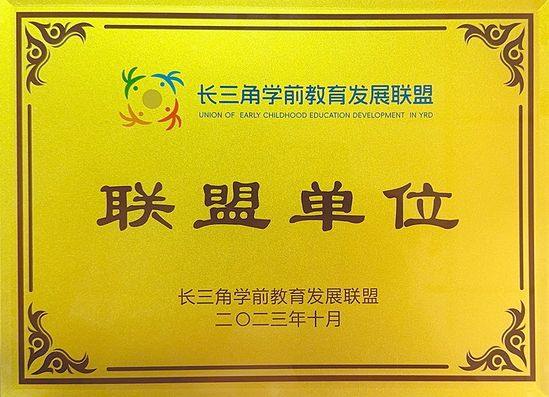 长三角学前教育发展联盟
UNION OF EARLY CHILDHOOD EDUCATION DEVELOPMENT IN YRD
联盟单位
长三角学前教育发展联盟
二〇二三年十月